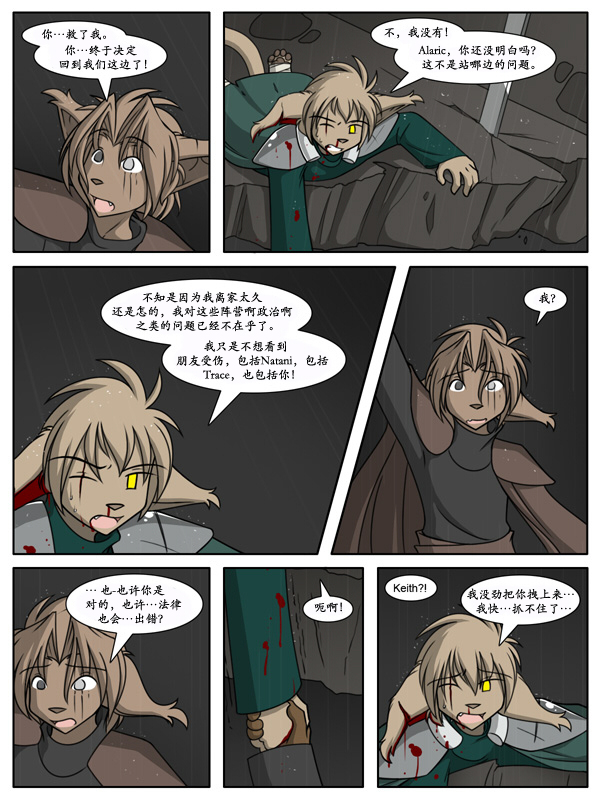 你…救了我。
你…终于决定
回到我们这边了！
不，我没有！
Alaric，你还没明白吗？
这不是站哪边的问题。
不知是因为我离家太久
还是怎的，我对这些阵营啊政治啊
之类的问题已经不在乎了。
我只是不想看到
朋友受伤，包括Natani，包括
Trace，也包括你！
我？
…也-也许你是
对的，也许…法律
也会…出错？
呃啊！
Keith?!
我没劲把你拽上来…
我快…抓不住了…